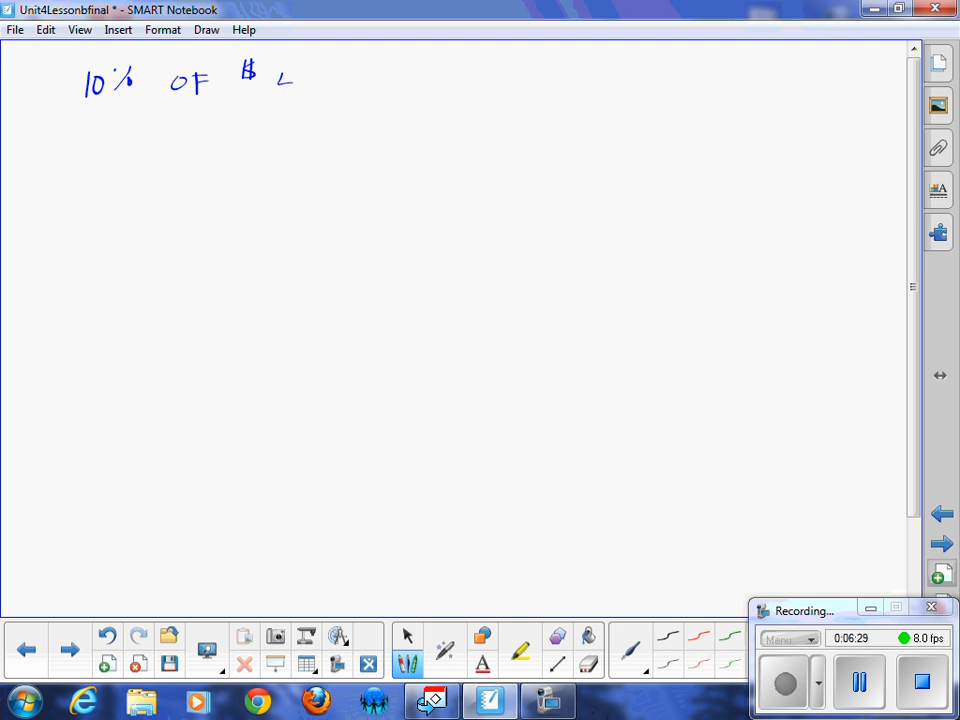 Unit4Lessonbfinal * - SMART Notebook
File Edit View Insert Format Draw Help
10% OF $
Recording...
Menu 0:06:29 8.0 fps